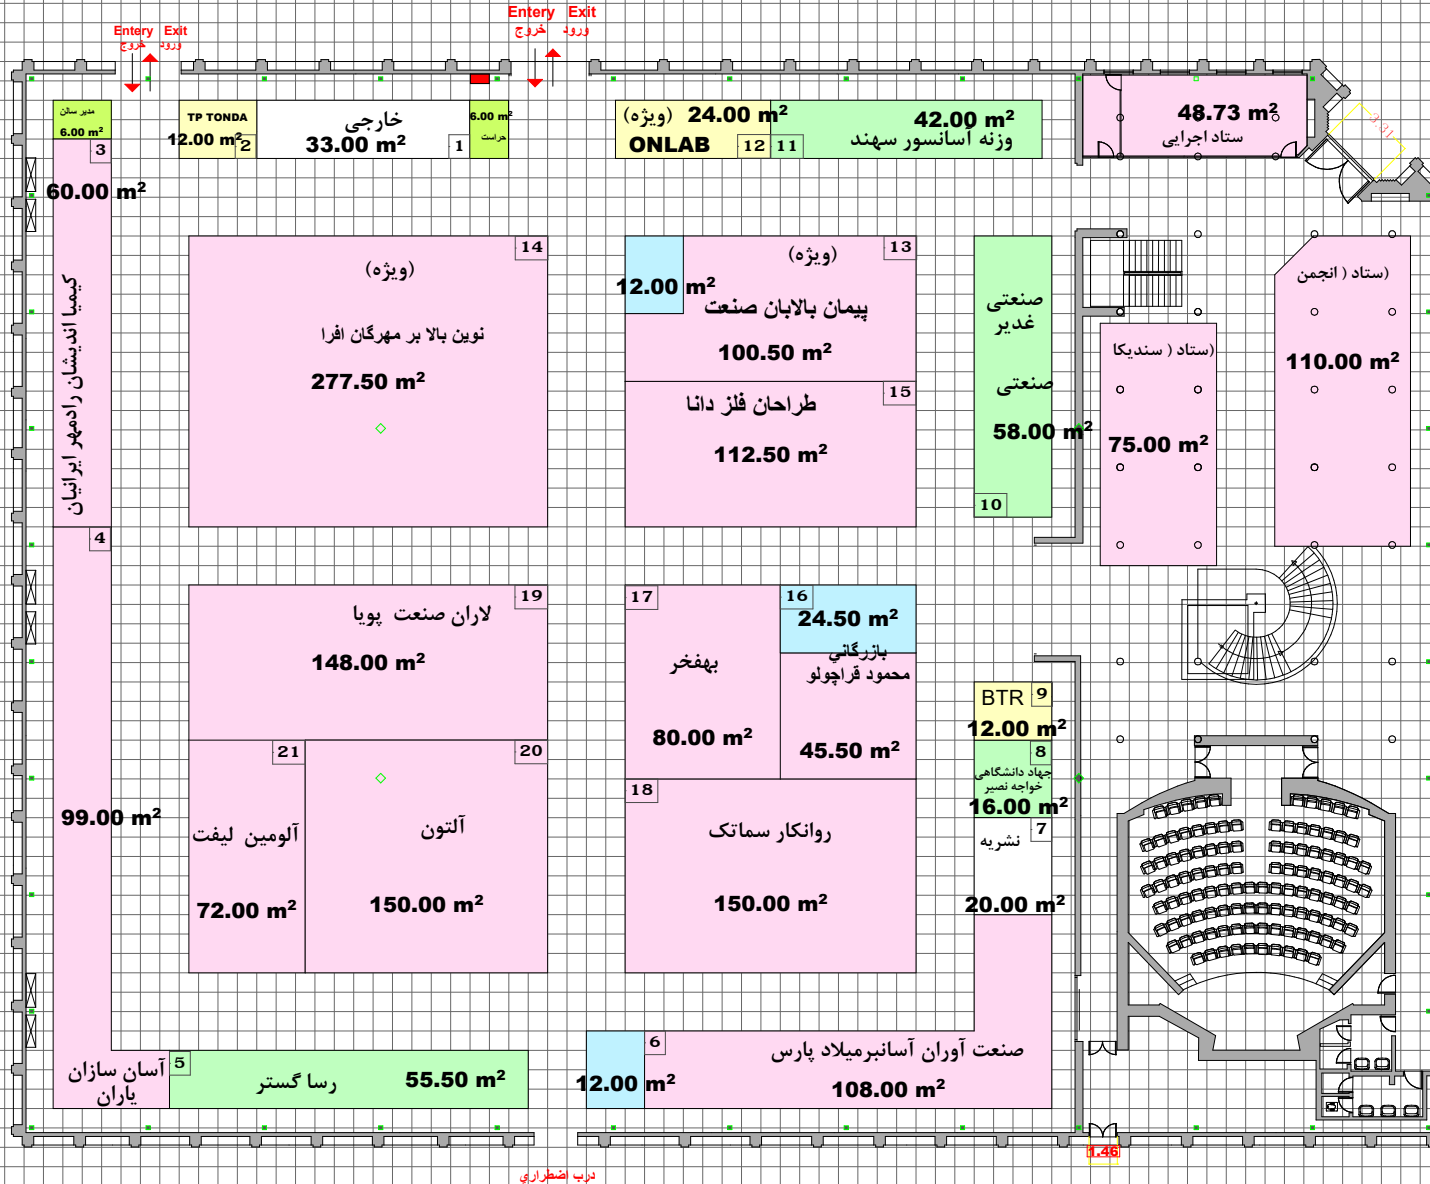 Entery Exit
خروج ورود
Entery Exit
خروج ورود
مدیر سالن
6.00 m²
TP TONDA
12.00 m²
2
خارجی
33.00 m²
1
6.00 m²
حراست
(ویژه) 24.00 m²
ONLAB
12
11
42.00 m²
وزنه آسانسور سهند
48.73 m²
ستاد اجرایی
3.31
3
60.00 m²
کیمیا اندیشان رادمهر ایرانیان
14
(ویژه)
نوین بالا بر مهرگان افرا
277.50 m²
12.00 m²
13
(ویژه)
پیمان بالابان صنعت
100.50 m²
15
طراحان فلز دانا
112.50 m²
صنعتی
غدیر
صنعتی
58.00 m²
10
ستاد ( سندیکا)
75.00 m²
ستاد ( انجمن)
110.00 m²
4
99.00 m²
آسان سازان
یاران
19
لاران صنعت پویا
148.00 m²
17
بهفخر
80.00 m²
16
24.50 m²
بازرگاني
محمود قراچولو
45.50 m²
BTR
9
12.00 m²
8
جهاد دانشگاهی
خواجه نصیر
16.00 m²
7
نشریه
20.00 m²
21
آلومین لیفت
72.00 m²
20
آلتون
150.00 m²
18
روانکار سماتک
150.00 m²
5
رسا گستر
55.50 m²
12.00 m²
6
صنعت آوران آسانبرمیلاد پارس
108.00 m²
1.46
درب اضطراري